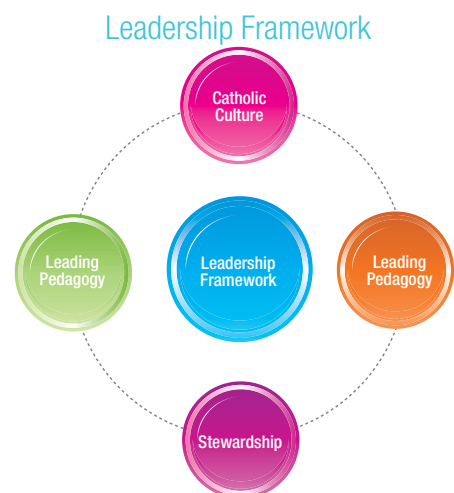 Leadership Framework
Catholic
Culture
Leading
Pedagogy
Leadership
Framework
Leading
Pedagogy
Stewardship